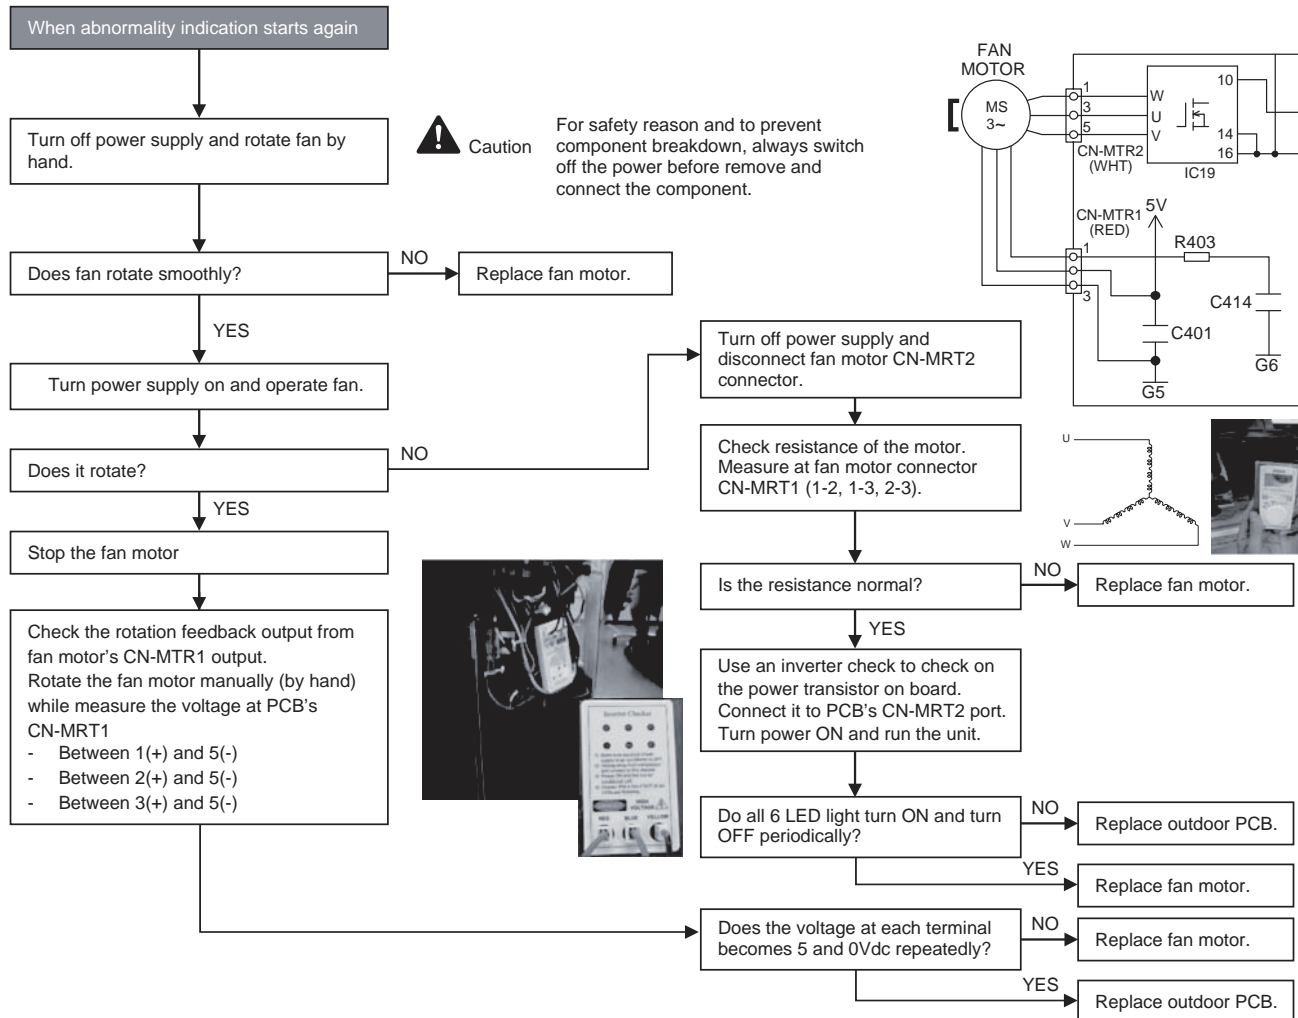 When abnormality indication starts again
Turn off power supply and rotate fan by
hand.
Caution
For safety reason and to prevent
component breakdown, always switch
off the power before remove and
connect the component.
Does fan rotate smoothly?
NO
Replace fan motor.
YES
Turn power supply on and operate fan.
Does it rotate?
NO
YES
Stop the fan motor
Check the rotation feedback output from
fan motor's CN-MTR1 output.
Rotate the fan motor manually (by hand)
while measure the voltage at PCB's
CN-MRT1
- Between 1(+) and 5(-)
- Between 2(+) and 5(-)
- Between 3(+) and 5(-)
Turn off power supply and
disconnect fan motor CN-MRT2
connector.
Check resistance of the motor.
Measure at fan motor connector
CN-MRT1 (1-2, 1-3, 2-3).
Is the resistance normal?
NO
Replace fan motor.
YES
Use an inverter check to check on
the power transistor on board.
Connect it to PCB's CN-MRT2 port.
Turn power ON and run the unit.
Do all 6 LED light turn ON and turn
OFF periodically?
NO
Replace outdoor PCB.
YES
Replace fan motor.
Does the voltage at each terminal
becomes 5 and 0Vdc repeatedly?
NO
Replace fan motor.
YES
Replace outdoor PCB.
FAN
MOTOR
MS
3~
1
3
5
W
U
V
10
14
16
CN-MTR2
(WHT)
IC19
CN-MTR1
(RED)
5V
1
3
R403
C414
C401
G6
G5
U
V
W
Inverter Checker
HIGH
VOLTAGE
RED BLUE YELLOW